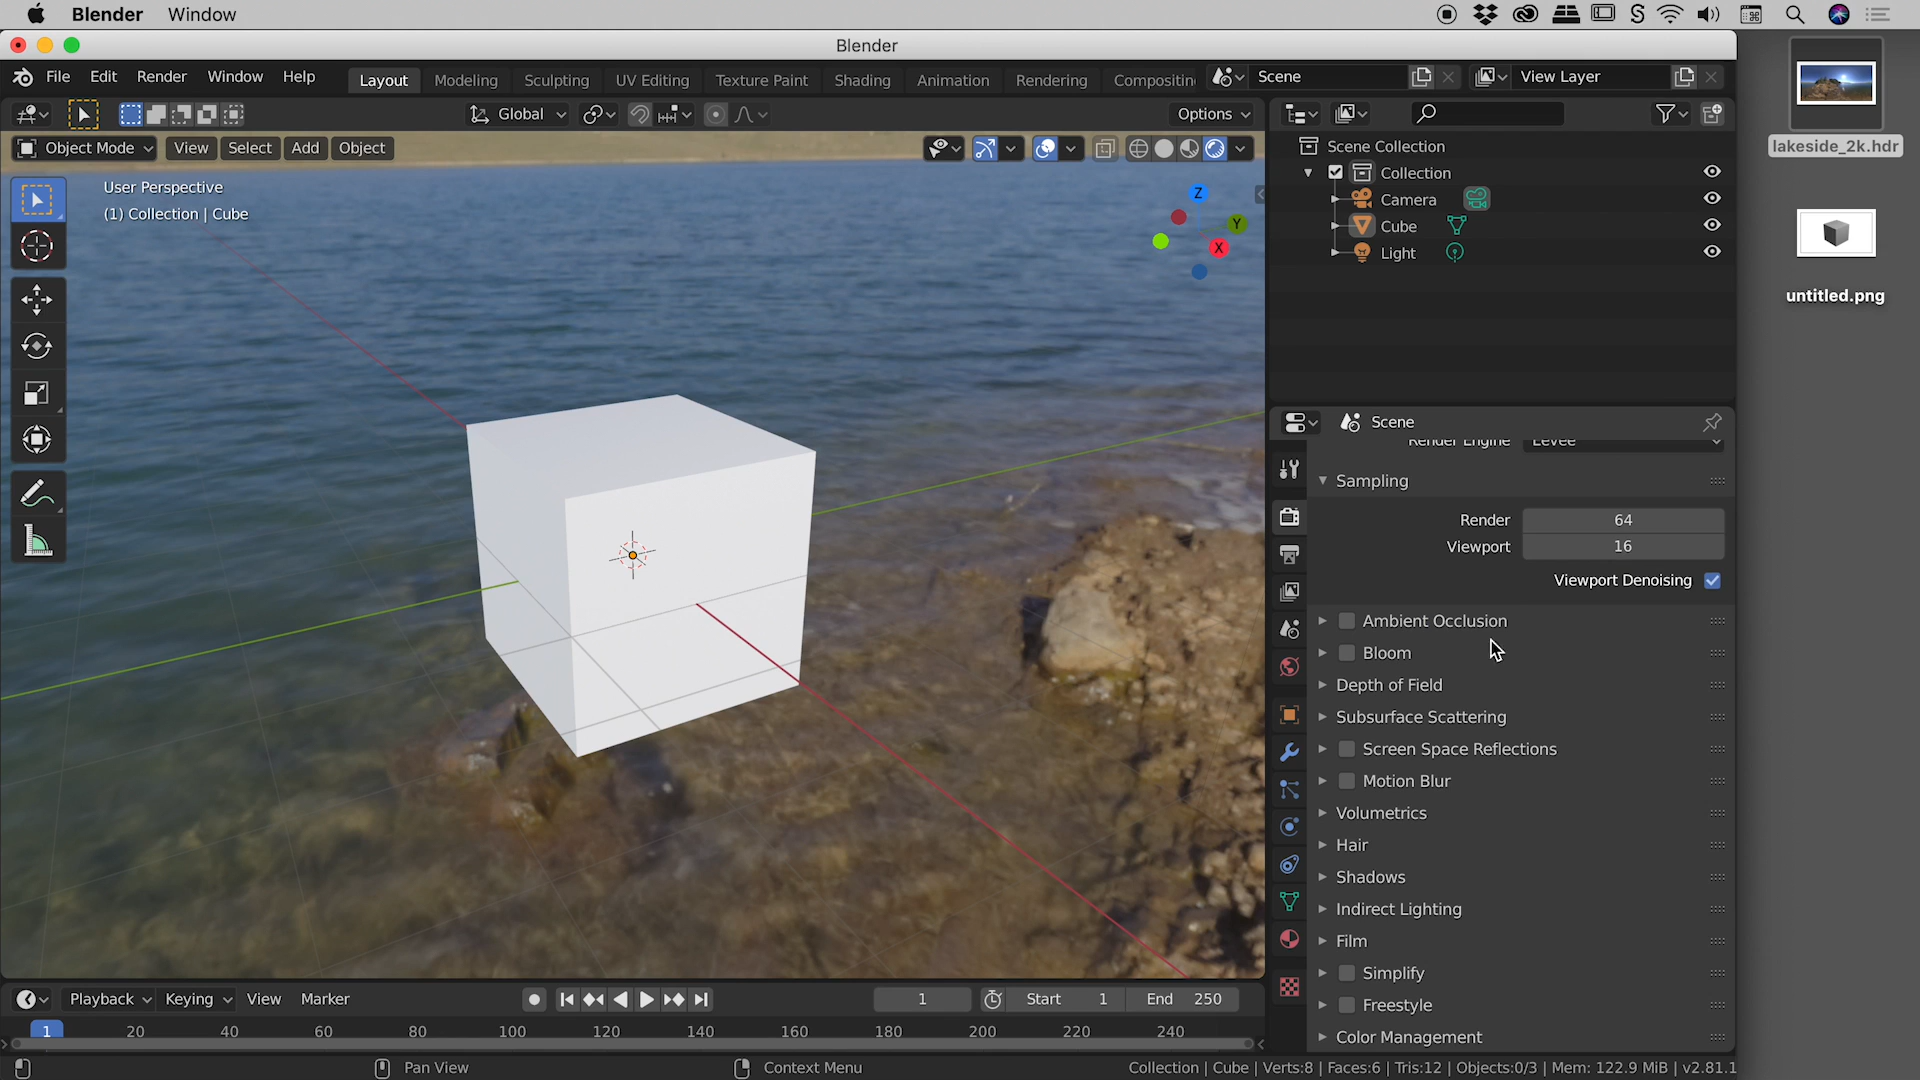 Blender Window
Blender
File Edit Render Window Help Layout Modeling Sculpting UV Editing Texture Paint Shading Animation Rendering Compositin Scene View Layer
Global Options
Object Mode View Select Add Object
User Perspective
(1) Collection | Cube
Z
Y
X
Scene Collection
Collection
Camera
Cube
Light
lakeside_2k.hdr
untitled.png
Scene
Render Engine Eevee
Sampling
Render 64
Viewport 16
Viewport Denoising
Ambient Occlusion
Bloom
Depth of Field
Subsurface Scattering
Screen Space Reflections
Motion Blur
Volumetrics
Hair
Shadows
Indirect Lighting
Film
Simplify
Freestyle
Color Management
Playback Keying View Marker 1 Start 1 End 250
1 20 40 60 80 100 120 140 160 180 200 220 240
Pan View Context Menu Collection | Cube | Verts:8 | Faces:6 | Tris:12 | Objects:0/3 | Mem: 122.9 MiB | v2.81.1